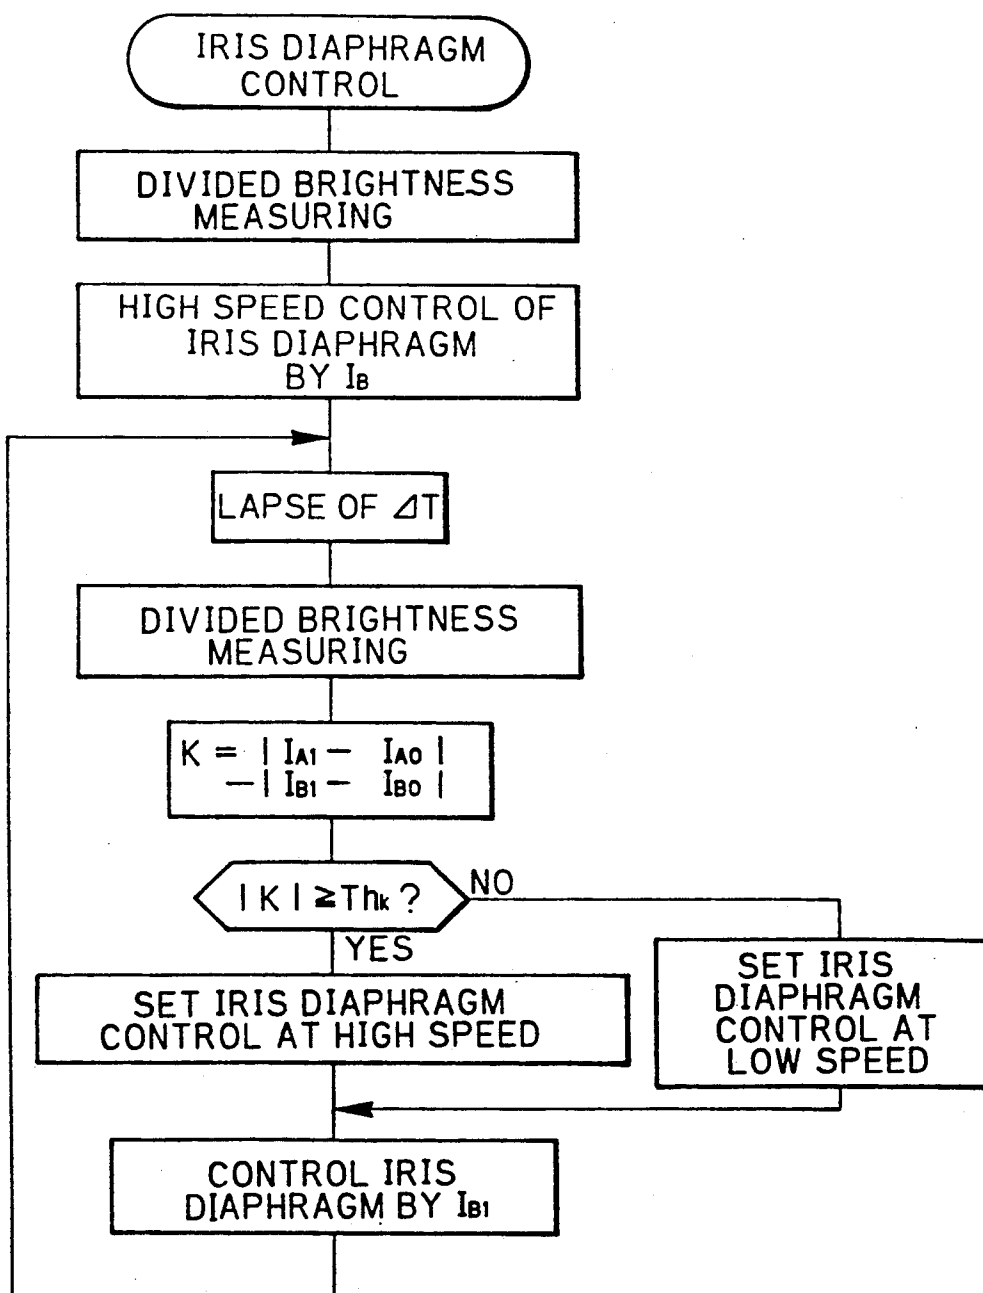 IRIS DIAPHRAGM
CONTROL
DIVIDED BRIGHTNESS
MEASURING
HIGH SPEED CONTROL OF
IRIS DIAPHRAGM
BY IB
LAPSE OF ⊿T
DIVIDED BRIGHTNESS
MEASURING
K = | IA1 − IA0 |
− | IB1 − IB0 |
| K | ≧ Thk ?
NO
YES
SET IRIS DIAPHRAGM
CONTROL AT HIGH SPEED
SET IRIS
DIAPHRAGM
CONTROL AT
LOW SPEED
CONTROL IRIS
DIAPHRAGM BY IB1